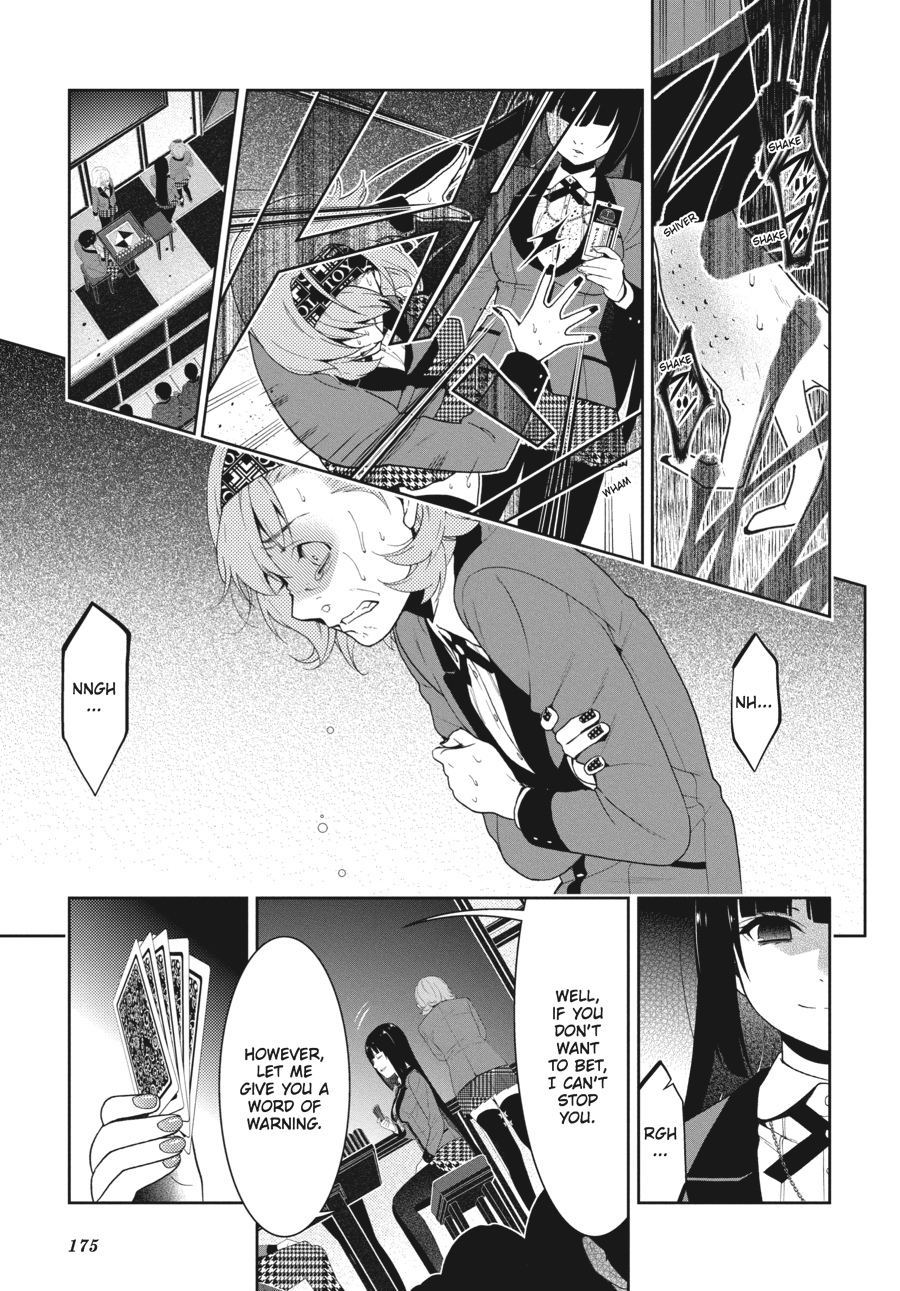 SHAKE
SHIVER
SHAKE
SHAKE
WHAM
NH...
NNGH
...
RGH
...
WELL,
IF YOU
DON'T
WANT
TO BET,
I CAN'T
STOP
YOU.
HOWEVER,
LET ME
GIVE YOU A
WORD OF
WARNING.
175